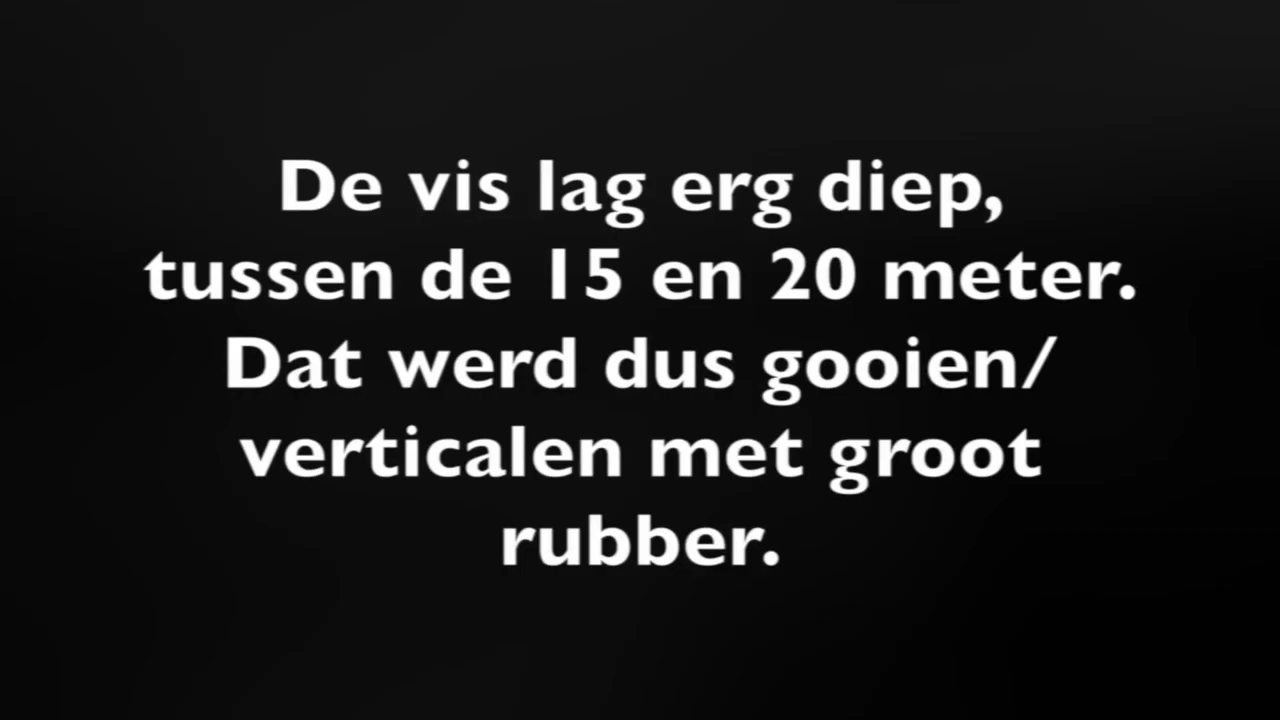 De vis lag erg diep,
tussen de 15 en 20 meter.
Dat werd dus gooien/
verticalen met groot
rubber.